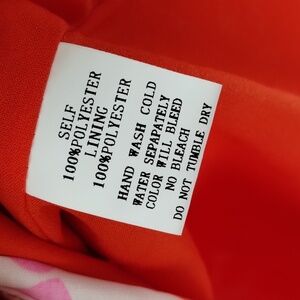 SELF
100%POLYESTER
LINING
100%POLYESTER
HAND WASH COLD
WATER SEPAPATELY
COLOR WILL BLEED
NO BLEACH
DO NOT TUMBLE DRY